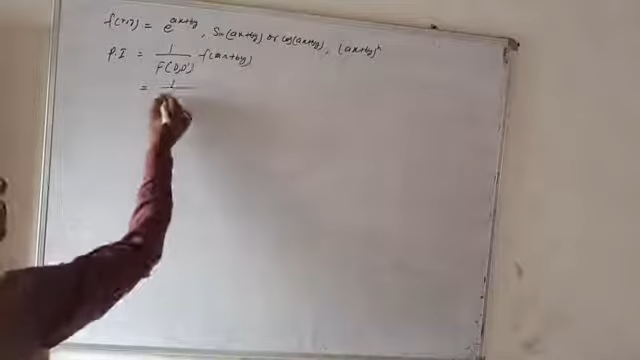 f(x,y) = e^{ax+by}, Sin(ax+by) or cos(ax+by), (ax+by)^n
P.I = 1/F(D,D') f(ax+by)
= 1